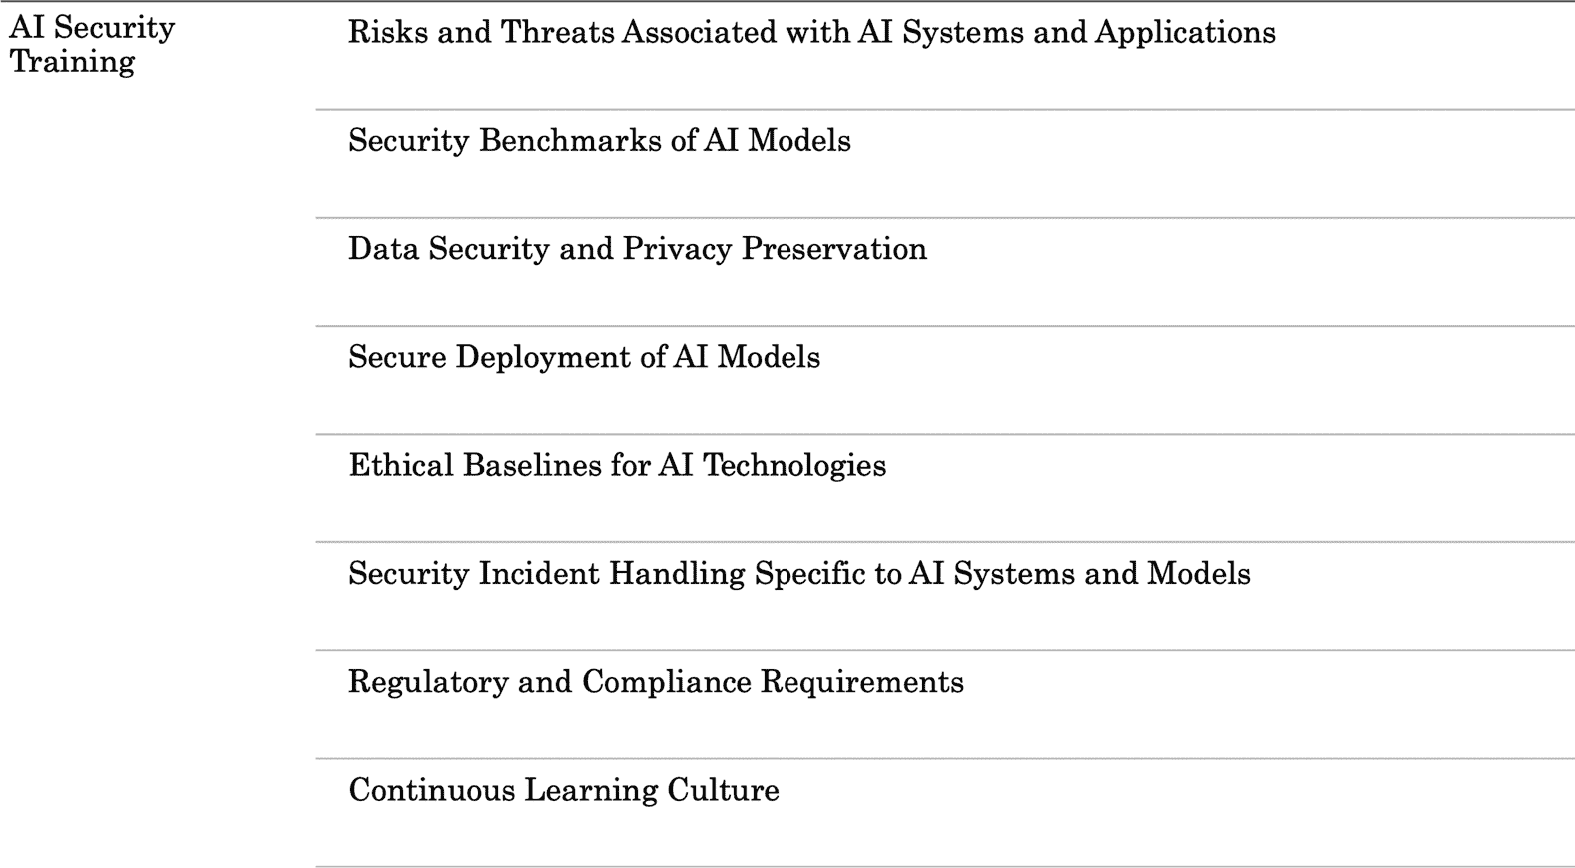 AI Security
Training
Risks and Threats Associated with AI Systems and Applications
Security Benchmarks of AI Models
Data Security and Privacy Preservation
Secure Deployment of AI Models
Ethical Baselines for AI Technologies
Security Incident Handling Specific to AI Systems and Models
Regulatory and Compliance Requirements
Continuous Learning Culture